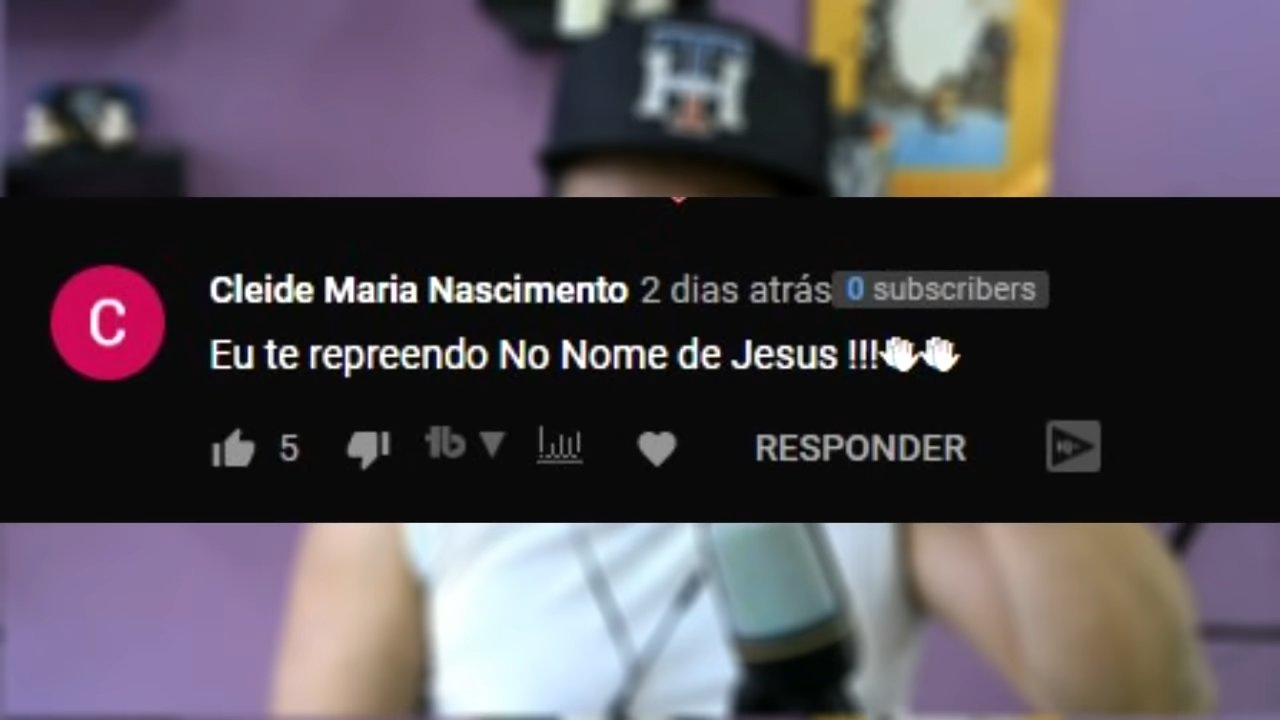 Cleide Maria Nascimento 2 dias atrás 0 subscribers
Eu te repreendo No Nome de Jesus !!!👋👋
5 RESPONDER